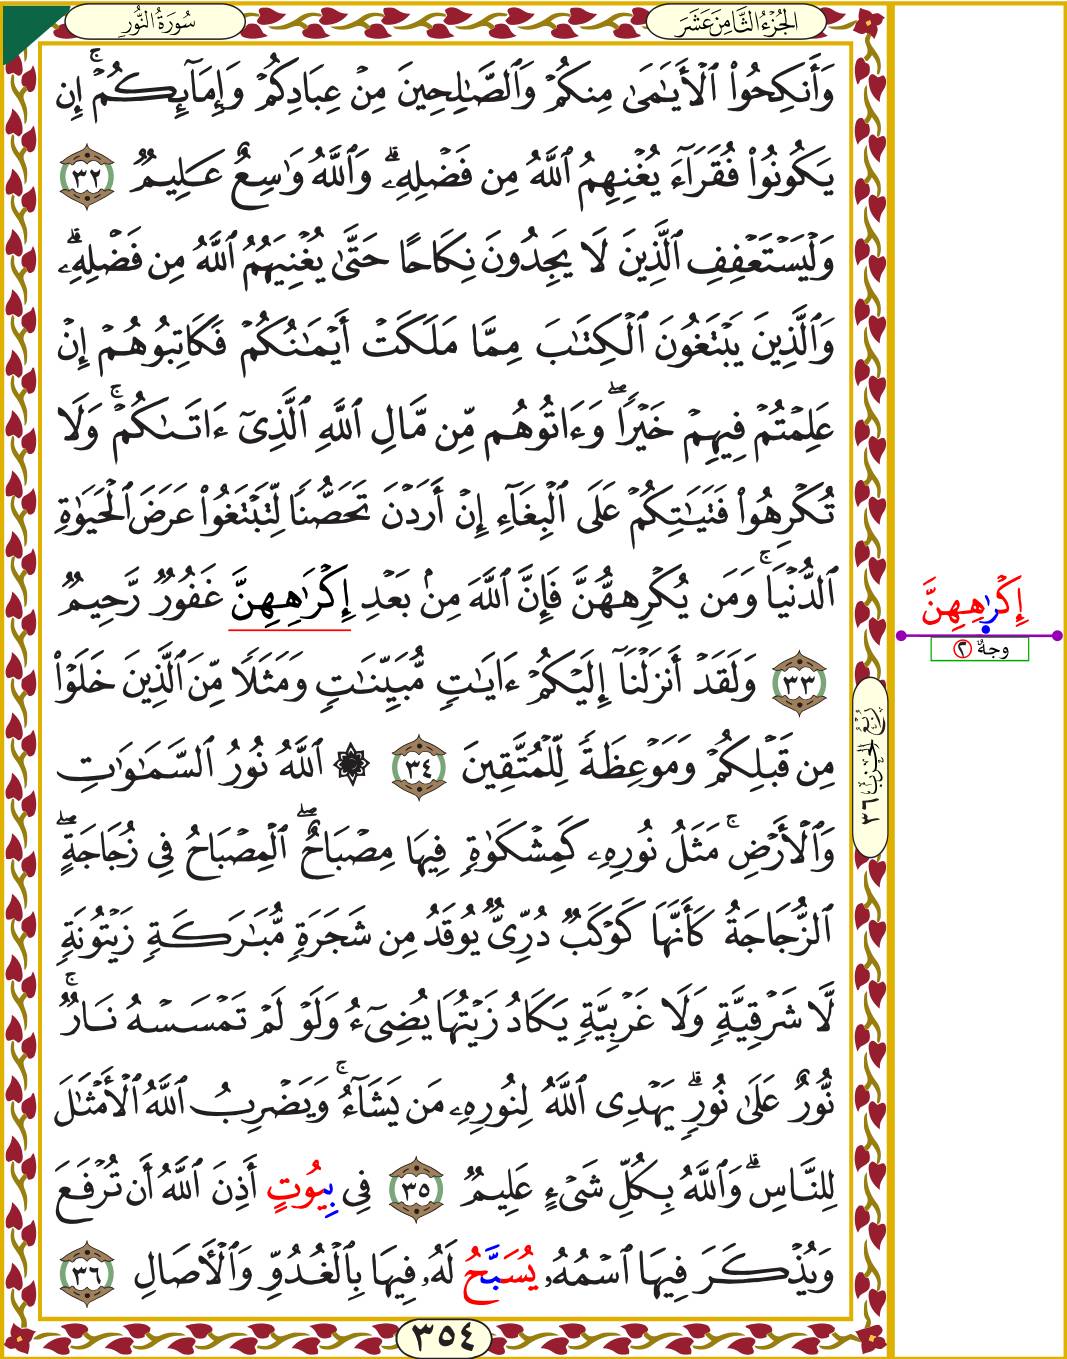 الجُزْءُ الثَّامِنَ عَشَرَ
سُورَةُ النُّورِ
وَأَنكِحُوا۟ ٱلْأَيَـٰمَىٰ مِنكُمْ وَٱلصَّـٰلِحِينَ مِنْ عِبَادِكُمْ وَإِمَآئِكُمْ ۚ إِن
يَكُونُوا۟ فُقَرَآءَ يُغْنِهِمُ ٱللَّهُ مِن فَضْلِهِۦ ۗ وَٱللَّهُ وَٰسِعٌ عَلِيمٌ ٣٢
وَلْيَسْتَعْفِفِ ٱلَّذِينَ لَا يَجِدُونَ نِكَاحًا حَتَّىٰ يُغْنِيَهُمُ ٱللَّهُ مِن فَضْلِهِۦ ۗ
وَٱلَّذِينَ يَبْتَغُونَ ٱلْكِتَـٰبَ مِمَّا مَلَكَتْ أَيْمَـٰنُكُمْ فَكَاتِبُوهُمْ إِنْ
عَلِمْتُمْ فِيهِمْ خَيْرًا ۖ وَءَاتُوهُم مِّن مَّالِ ٱللَّهِ ٱلَّذِىٓ ءَاتَىٰكُمْ ۚ وَلَا
تُكْرِهُوا۟ فَتَيَـٰتِكُمْ عَلَى ٱلْبِغَآءِ إِنْ أَرَدْنَ تَحَصُّنًا لِّتَبْتَغُوا۟ عَرَضَ ٱلْحَيَوٰةِ
ٱلدُّنْيَا ۚ وَمَن يُكْرِههُّنَّ فَإِنَّ ٱللَّهَ مِنۢ بَعْدِ إِكْرَٰهِهِنَّ غَفُورٌ رَّحِيمٌ
إِكْرَٰهِهِنَّ
وجهٌ ٢
٣٣ وَلَقَدْ أَنزَلْنَآ إِلَيْكُمْ ءَايَـٰتٍ مُّبَيِّنَـٰتٍ وَمَثَلًا مِّنَ ٱلَّذِينَ خَلَوْا۟
مِن قَبْلِكُمْ وَمَوْعِظَةً لِّلْمُتَّقِينَ ٣٤ ۞ ٱللَّهُ نُورُ ٱلسَّمَـٰوَٰتِ
رُبْعُ الحِزْبِ ٣٦
وَٱلْأَرْضِ ۚ مَثَلُ نُورِهِۦ كَمِشْكَوٰةٍ فِيهَا مِصْبَاحٌ ۖ ٱلْمِصْبَاحُ فِى زُجَاجَةٍ ۖ
ٱلزُّجَاجَةُ كَأَنَّهَا كَوْكَبٌ دُرِّىٌّ يُوقَدُ مِن شَجَرَةٍ مُّبَـٰرَكَةٍ زَيْتُونَةٍ
لَّا شَرْقِيَّةٍ وَلَا غَرْبِيَّةٍ يَكَادُ زَيْتُهَا يُضِىٓءُ وَلَوْ لَمْ تَمْسَسْهُ نَارٌ ۚ
نُّورٌ عَلَىٰ نُورٍ ۗ يَهْدِى ٱللَّهُ لِنُورِهِۦ مَن يَشَآءُ ۚ وَيَضْرِبُ ٱللَّهُ ٱلْأَمْثَـٰلَ
لِلنَّاسِ ۗ وَٱللَّهُ بِكُلِّ شَىْءٍ عَلِيمٌ ٣٥ فِى بِيُوتٍ أَذِنَ ٱللَّهُ أَن تُرْفَعَ
وَيُذْكَرَ فِيهَا ٱسْمُهُۥ يُسَبَّحُ لَهُۥ فِيهَا بِٱلْغُدُوِّ وَٱلْـَٔاصَالِ ٣٦
٣٥٤